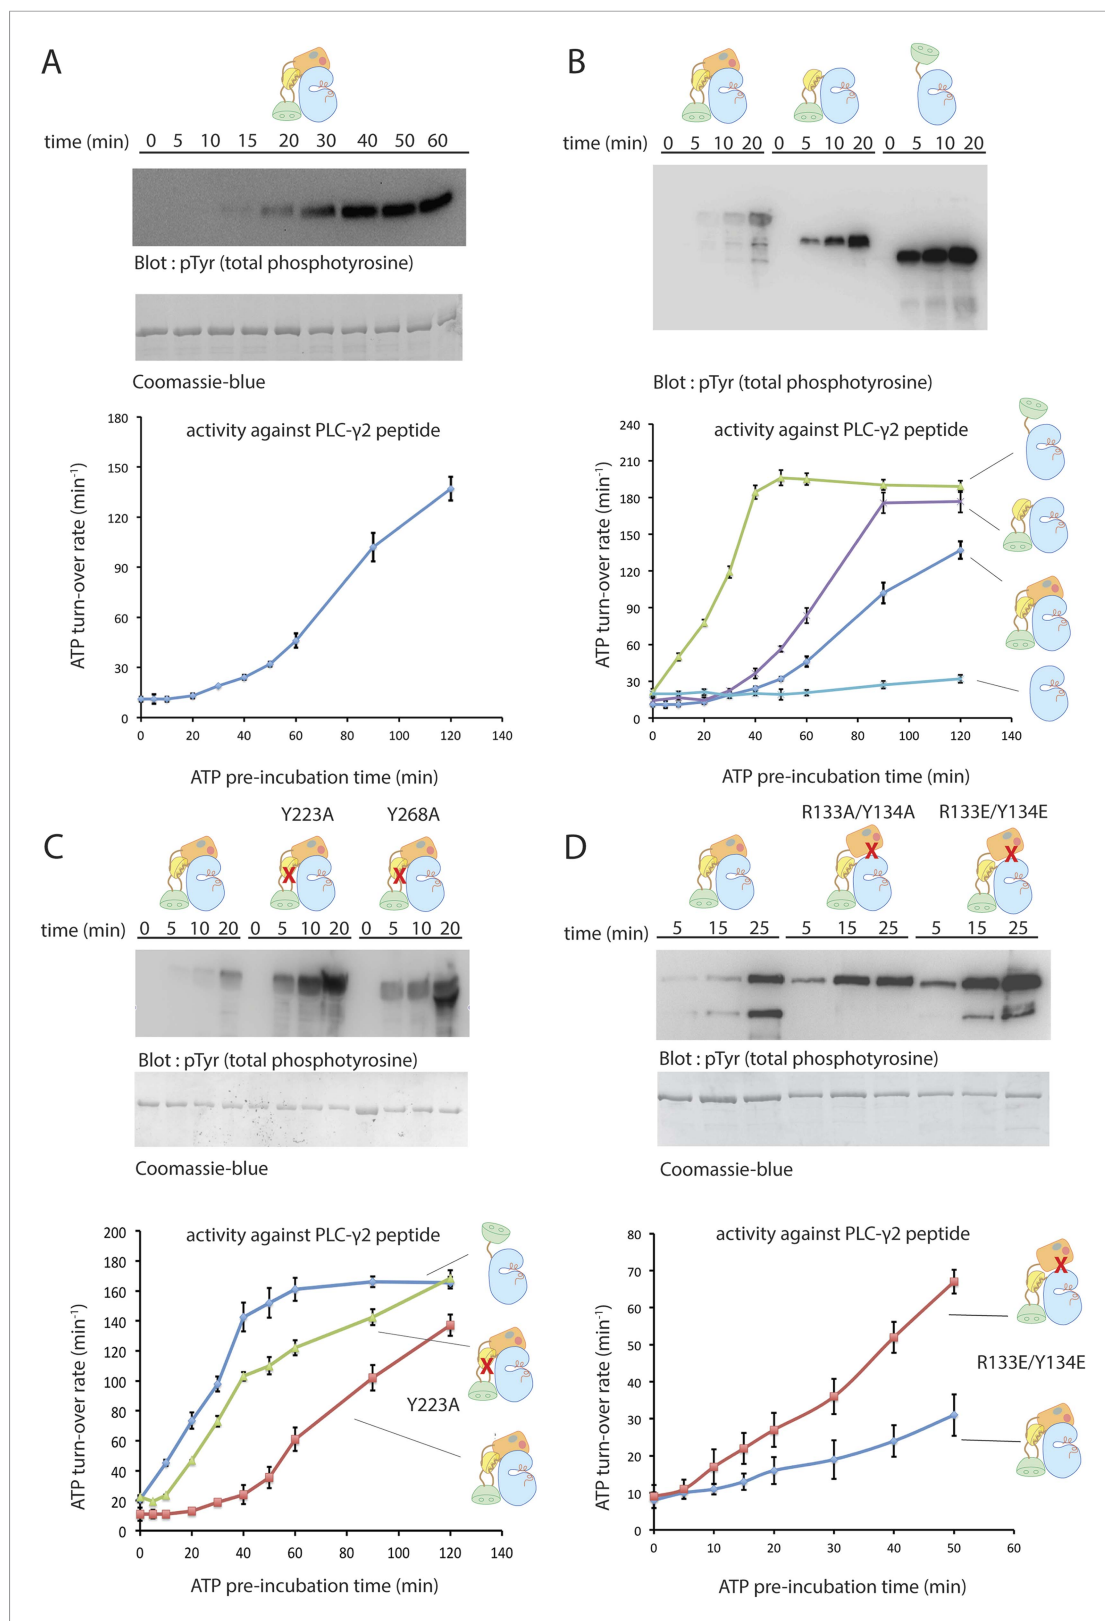 A
time (min) 0 5 10 15 20 30 40 50 60
Blot : pTyr (total phosphotyrosine)
Coomassie-blue
activity against PLC-γ2 peptide
ATP turn-over rate (min⁻¹)
180
150
120
90
60
30
0
0 20 40 60 80 100 120 140
ATP pre-incubation time (min)
B
time (min) 0 5 10 20 0 5 10 20 0 5 10 20
Blot : pTyr (total phosphotyrosine)
activity against PLC-γ2 peptide
ATP turn-over rate (min⁻¹)
240
210
180
150
120
90
60
30
0
0 20 40 60 80 100 120 140
ATP pre-incubation time (min)
C
Y223A Y268A
time (min) 0 5 10 20 0 5 10 20 0 5 10 20
X X
Blot : pTyr (total phosphotyrosine)
Coomassie-blue
activity against PLC-γ2 peptide
ATP turn-over rate (min⁻¹)
200
180
160
140
120
100
80
60
40
20
0
0 20 40 60 80 100 120 140
X
Y223A
ATP pre-incubation time (min)
D
R133A/Y134A R133E/Y134E
X X
time (min) 5 15 25 5 15 25 5 15 25
Blot : pTyr (total phosphotyrosine)
Coomassie-blue
activity against PLC-γ2 peptide
ATP turn-over rate (min⁻¹)
80
70
60
50
40
30
20
10
0
0 10 20 30 40 50 60
X
R133E/Y134E
ATP pre-incubation time (min)